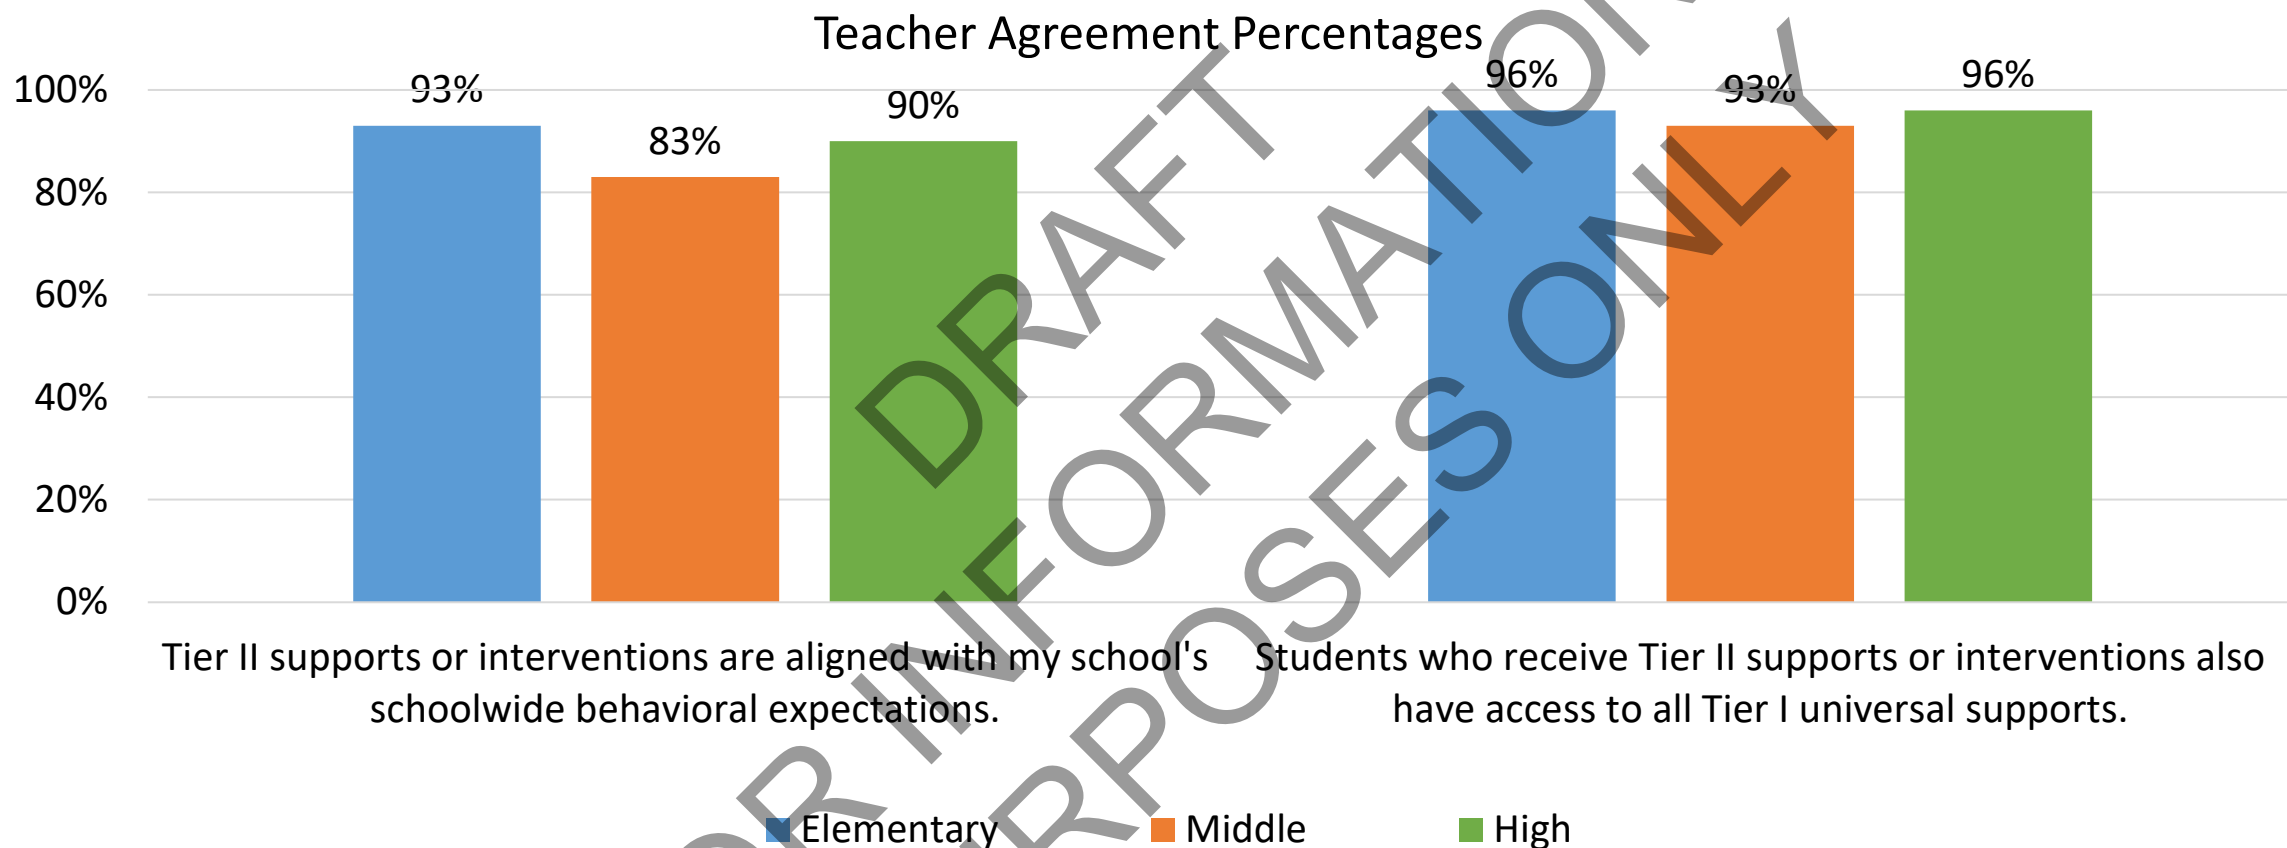 Teacher Agreement Percentages
100%
80%
60%
40%
20%
0%
93%
83%
90%
96%
93%
96%
Tier II supports or interventions are aligned with my school's
schoolwide behavioral expectations.
Students who receive Tier II supports or interventions also
have access to all Tier I universal supports.
Elementary
Middle
High
DRAFT
INFORMATION
ONLY